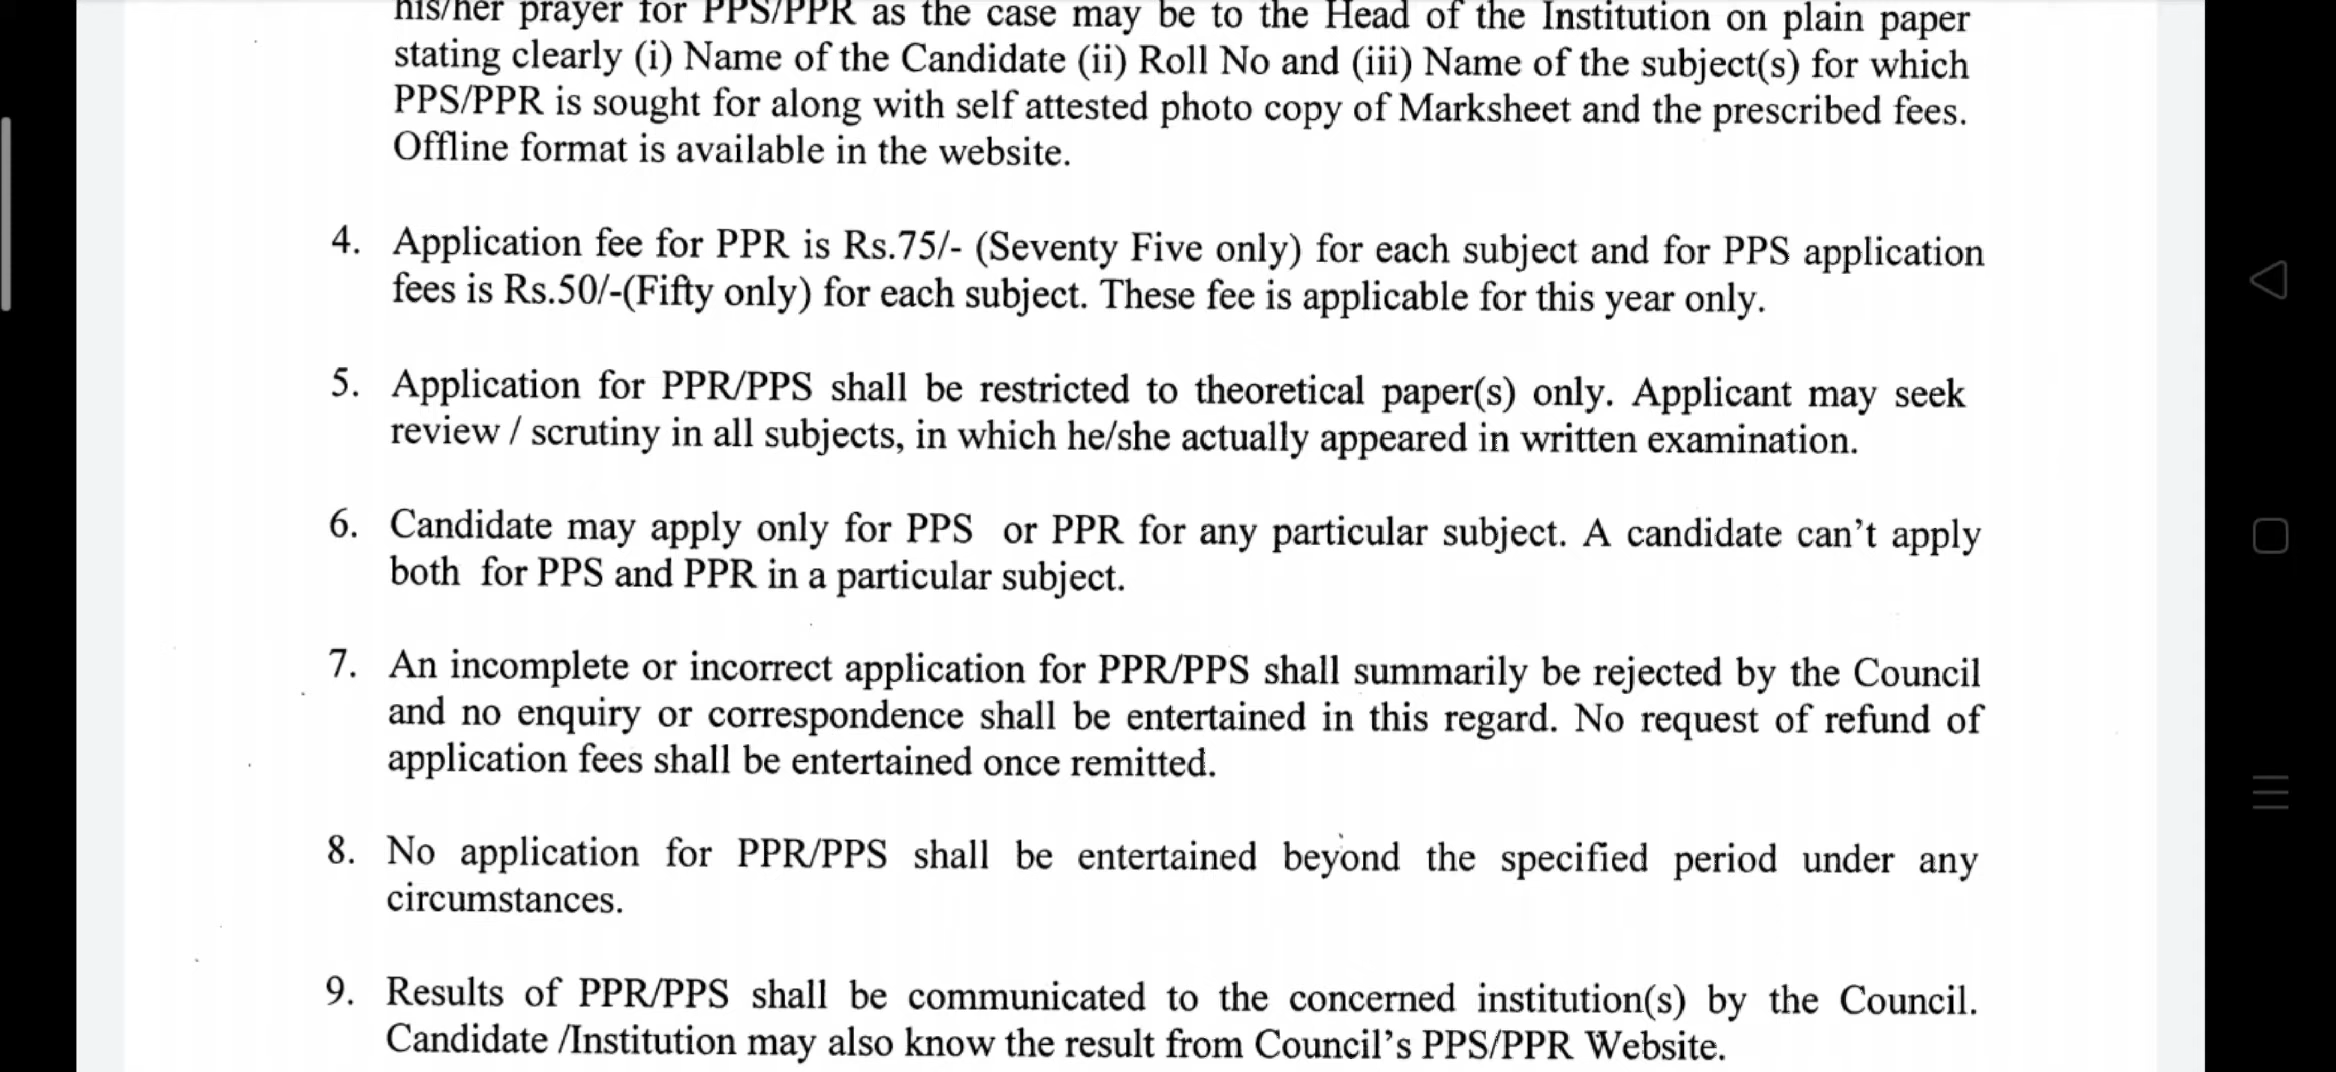 his/her prayer for PPS/PPR as the case may be to the Head of the Institution on plain paper
stating clearly (i) Name of the Candidate (ii) Roll No and (iii) Name of the subject(s) for which
PPS/PPR is sought for along with self attested photo copy of Marksheet and the prescribed fees.
Offline format is available in the website.
4. Application fee for PPR is Rs.75/- (Seventy Five only) for each subject and for PPS application
fees is Rs.50/-(Fifty only) for each subject. These fee is applicable for this year only.
5. Application for PPR/PPS shall be restricted to theoretical paper(s) only. Applicant may seek
review / scrutiny in all subjects, in which he/she actually appeared in written examination.
6. Candidate may apply only for PPS or PPR for any particular subject. A candidate can't apply
both for PPS and PPR in a particular subject.
7. An incomplete or incorrect application for PPR/PPS shall summarily be rejected by the Council
and no enquiry or correspondence shall be entertained in this regard. No request of refund of
application fees shall be entertained once remitted.
8. No application for PPR/PPS shall be entertained beyond the specified period under any
circumstances.
9. Results of PPR/PPS shall be communicated to the concerned institution(s) by the Council.
Candidate /Institution may also know the result from Council's PPS/PPR Website.